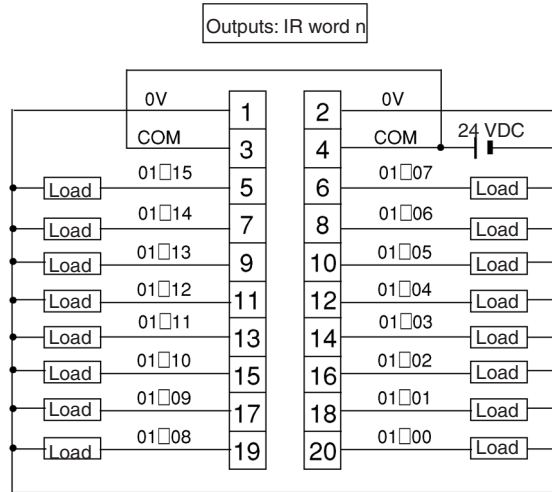 Outputs: IR word n
0V 1 2 0V
COM 3 4 COM 24 VDC
Load 01□15 5 6 01□07 Load
Load 01□14 7 8 01□06 Load
Load 01□13 9 10 01□05 Load
Load 01□12 11 12 01□04 Load
Load 01□11 13 14 01□03 Load
Load 01□10 15 16 01□02 Load
Load 01□09 17 18 01□01 Load
Load 01□08 19 20 01□00 Load